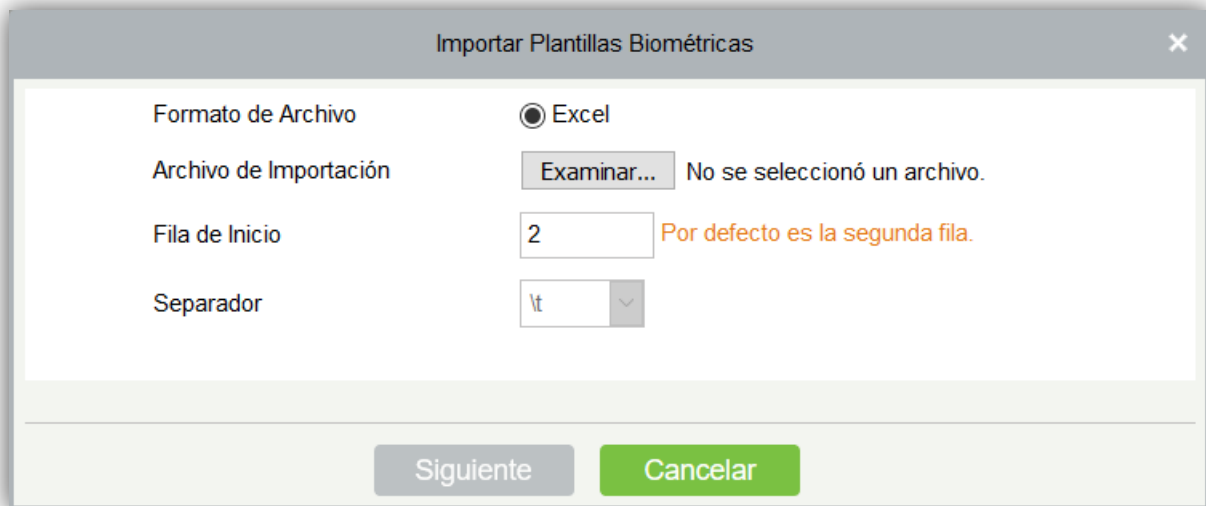 Importar Plantillas Biométricas
Formato de Archivo Excel
Archivo de Importación Examinar... No se seleccionó un archivo.
Fila de Inicio 2 Por defecto es la segunda fila.
Separador \t
Siguiente Cancelar